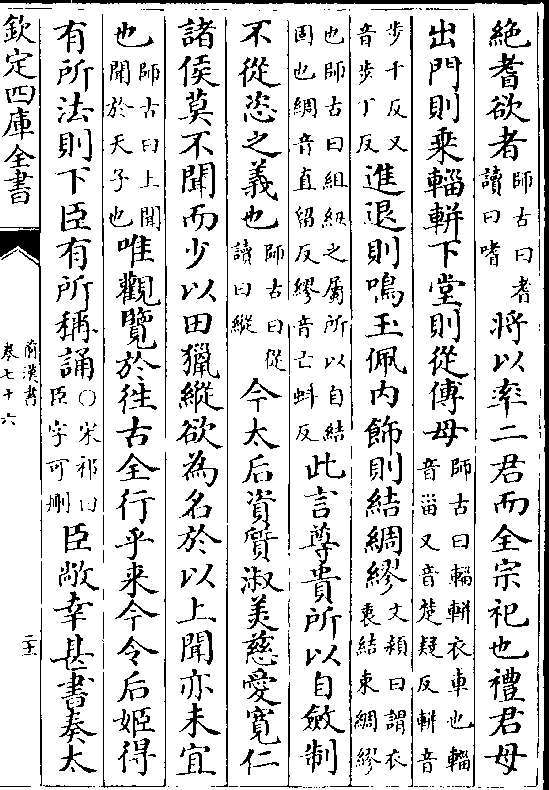 絶耆欲者師古曰耆讀曰嗜將以率二君而全宗祀也禮君母
出門則乗輜軿下堂則從傅母師古曰輜軿衣車也輜音甾又音楚疑反軿音
步千反又音步丁反進退則鳴玉佩内飾則結綢繆文穎曰謂衣裏結束綢繆
也師古曰組紐之屬所以自結固也綢音直留反繆音亡虯反此言尊貴所以自斂制
不從恣之義也師古曰從讀曰縱今太后資質淑美慈愛寛仁
諸侯莫不聞而少以田獵縱欲為名於以上聞亦未宜
也師古曰上聞聞於天子也唯觀覽於往古全行乎来今令后姬得
有所法則下臣有所稱誦○宋祁曰臣字可刪臣敞幸甚書奏太
欽定四庫全書
前漢書
卷七十六